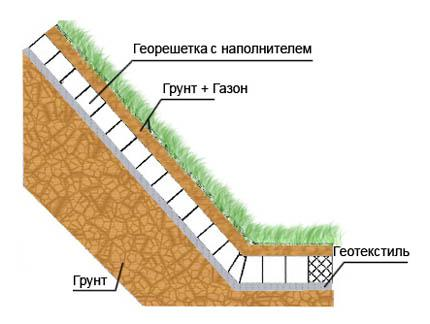 Георешетка с наполнителем
Грунт + Газон
Геотекстиль
Грунт